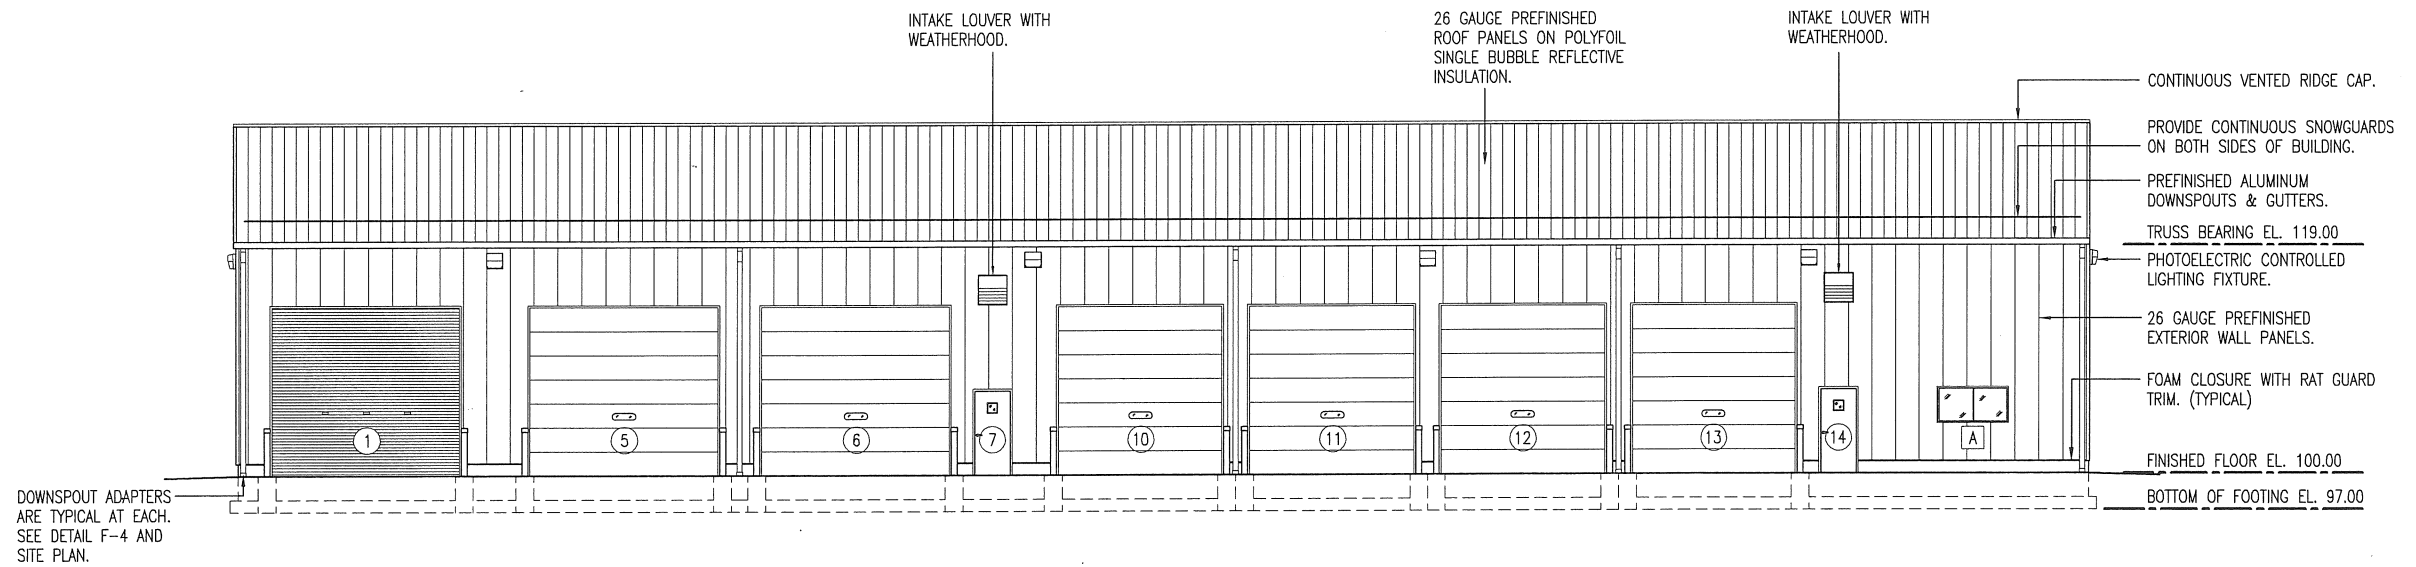 INTAKE LOUVER WITH
WEATHERHOOD.
26 GAUGE PREFINISHED
ROOF PANELS ON POLYFOIL
SINGLE BUBBLE REFLECTIVE
INSULATION.
INTAKE LOUVER WITH
WEATHERHOOD.
CONTINUOUS VENTED RIDGE CAP.
PROVIDE CONTINUOUS SNOWGUARDS
ON BOTH SIDES OF BUILDING.
PREFINISHED ALUMINUM
DOWNSPOUTS & GUTTERS.
TRUSS BEARING EL. 119.00
PHOTOELECTRIC CONTROLLED
LIGHTING FIXTURE.
26 GAUGE PREFINISHED
EXTERIOR WALL PANELS.
FOAM CLOSURE WITH RAT GUARD
TRIM. (TYPICAL)
1
5
6
7
10
11
12
13
14
A
FINISHED FLOOR EL. 100.00
BOTTOM OF FOOTING EL. 97.00
DOWNSPOUT ADAPTERS
ARE TYPICAL AT EACH.
SEE DETAIL F-4 AND
SITE PLAN.